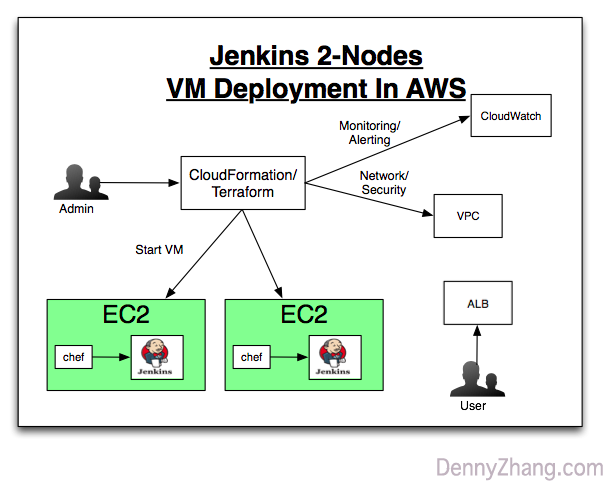 Jenkins 2-Nodes
VM Deployment In AWS
CloudWatch
Monitoring/
Alerting
CloudFormation/
Terraform
Network/
Security
Admin
VPC
Start VM
EC2
chef
Jenkins
EC2
chef
Jenkins
ALB
User
DennyZhang.com